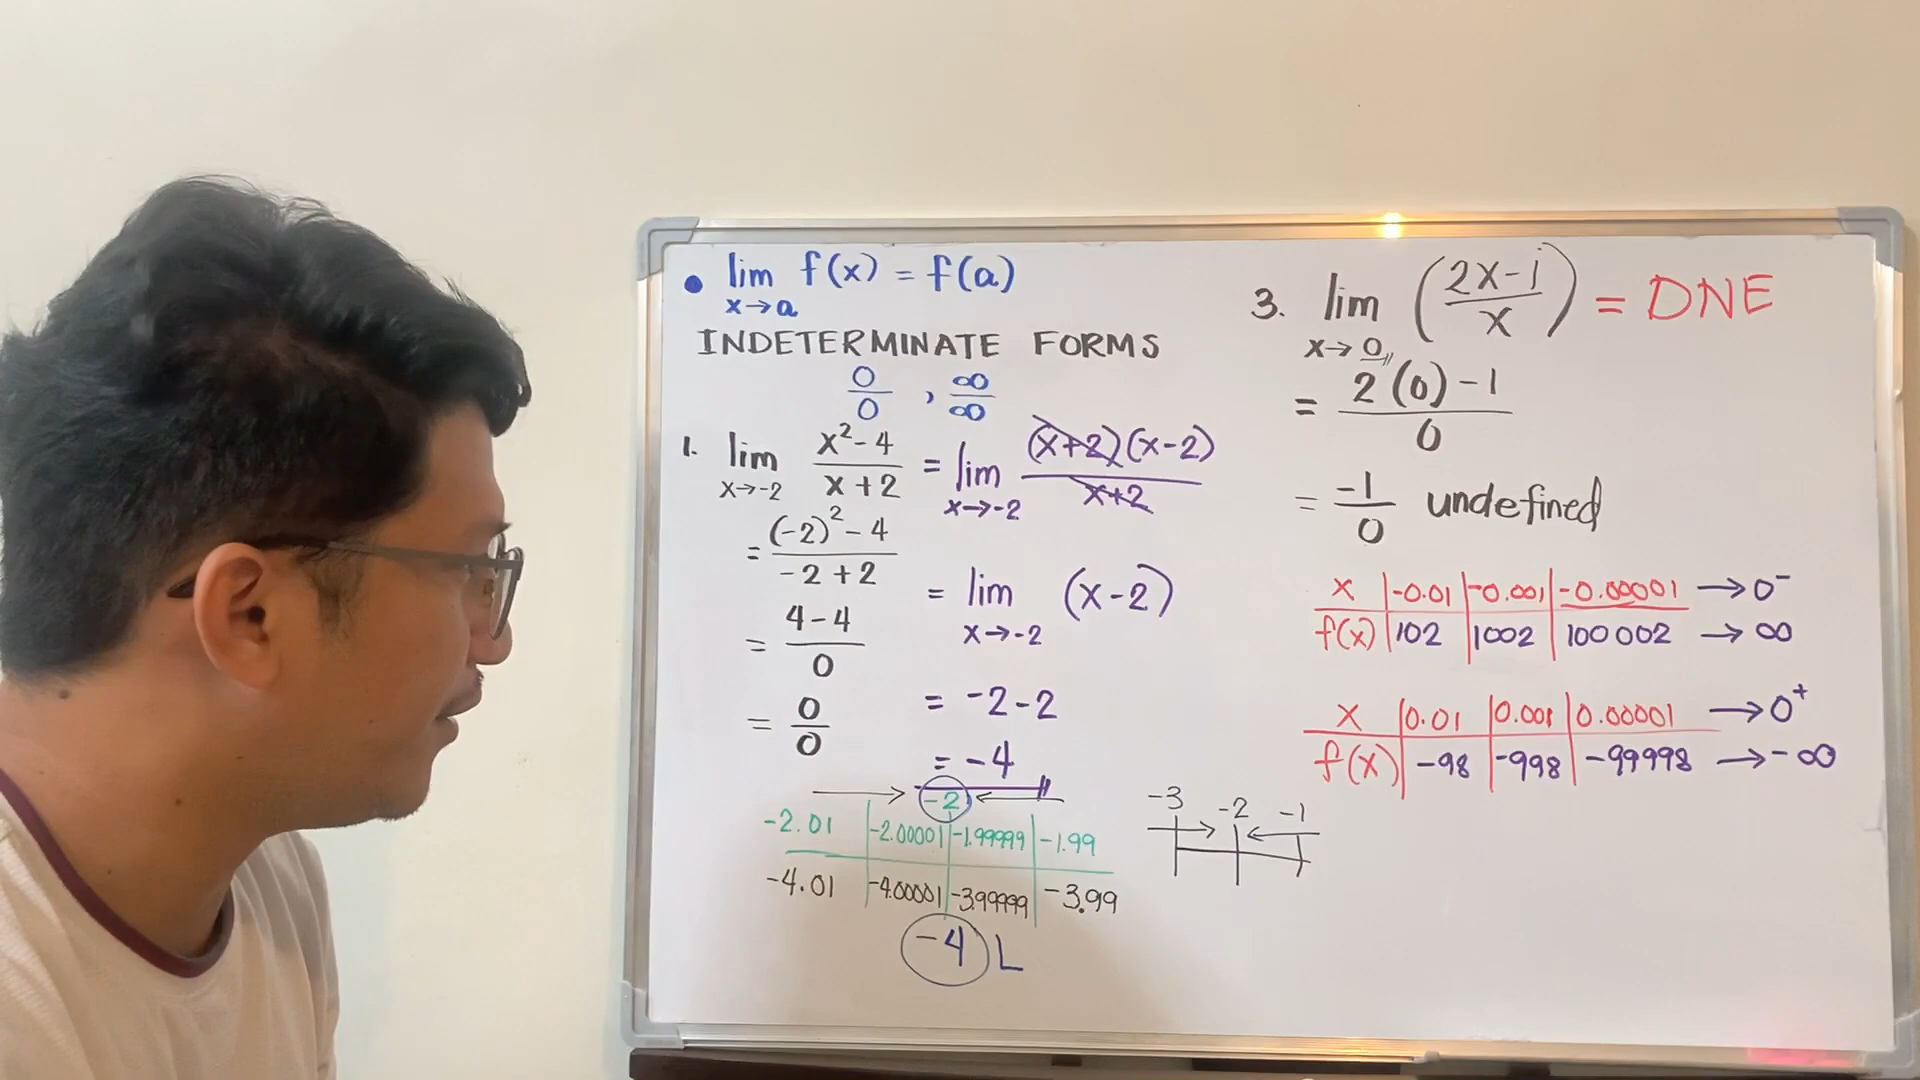 • lim f(x) = f(a)
x→a
INDETERMINATE FORMS
0/0 , ∞/∞
1. lim x²-4 / x+2 = lim (x+2)(x-2) / x+2
x→-2 x→-2
= (-2)²-4 / -2+2
= lim (x-2)
x→-2
= 4-4 / 0
= -2-2
= 0/0
= -4
-2
-2.01 | -2.00001 | -1.99999 | -1.99
-4.01 | -4.00001 | -3.99999 | -3.99
-4 L
-3 -2 -1
3. lim (2x-1 / x) = DNE
x→0
= 2(0)-1 / 0
= -1/0 undefined
x | -0.01 | -0.001 | -0.00001 → 0⁻
f(x) | 102 | 1002 | 100002 → ∞
x | 0.01 | 0.001 | 0.00001 → 0⁺
f(x) | -98 | -998 | -99998 → -∞